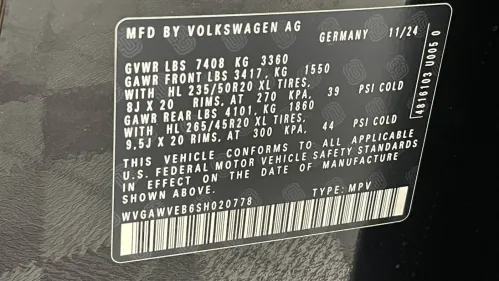 MFD BY VOLKSWAGEN AG
GERMANY 11/24
GVWR LBS 7408 KG 3360
GAWR FRONT LBS 3417, KG 1550
WITH HL 235/50R20 XL TIRES,
8J X 20 RIMS, AT 270 KPA, 39 PSI COLD
GAWR REAR LBS 4101, KG 1860
WITH HL 265/45R20 XL TIRES,
9,5J X 20 RIMS, AT 300 KPA, 44 PSI COLD
THIS VEHICLE CONFORMS TO ALL APPLICABLE
U.S. FEDERAL MOTOR VEHICLE SAFETY STANDARDS
IN EFFECT ON THE DATE OF MANUFACTURE
SHOWN ABOVE.
WVGAWVEB6SH020778 TYPE: MPV
4816103 U005 0